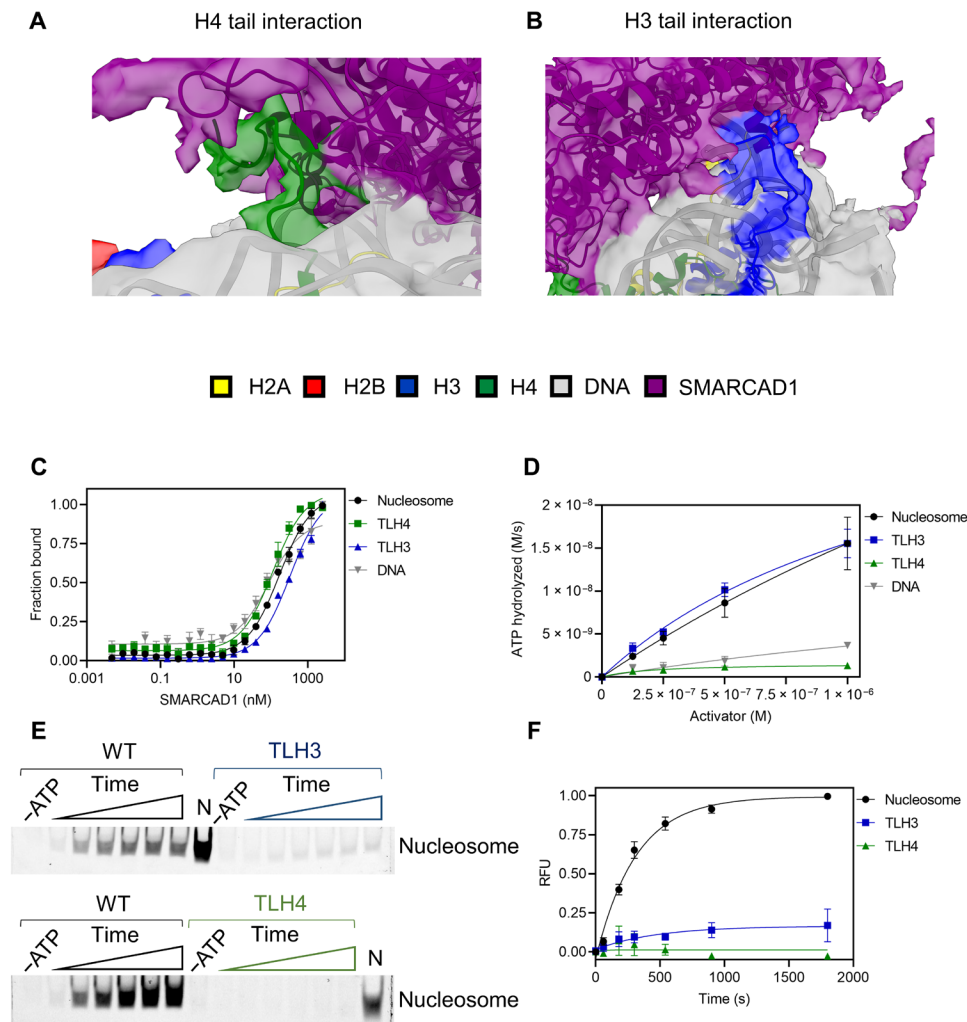 A
H4 tail interaction
B
H3 tail interaction
H2A H2B H3 H4 DNA SMARCAD1
C
Fraction bound
1.00
0.75
0.50
0.25
0.00
0.001 0.1 10 1000
SMARCAD1 (nM)
Nucleosome
TLH4
TLH3
DNA
D
ATP hydrolyzed (M/s)
2 × 10⁻⁸
1.5 × 10⁻⁸
1 × 10⁻⁸
5 × 10⁻⁹
0
0 2.5 × 10⁻⁷ 5 × 10⁻⁷ 7.5 × 10⁻⁷ 1 × 10⁻⁶
Activator (M)
Nucleosome
TLH3
TLH4
DNA
E
WT TLH3
−ATP Time N −ATP Time
Nucleosome
WT TLH4
−ATP Time −ATP Time N
Nucleosome
F
RFU
1.00
0.75
0.50
0.25
0.00
0 500 1000 1500 2000
Time (s)
Nucleosome
TLH3
TLH4